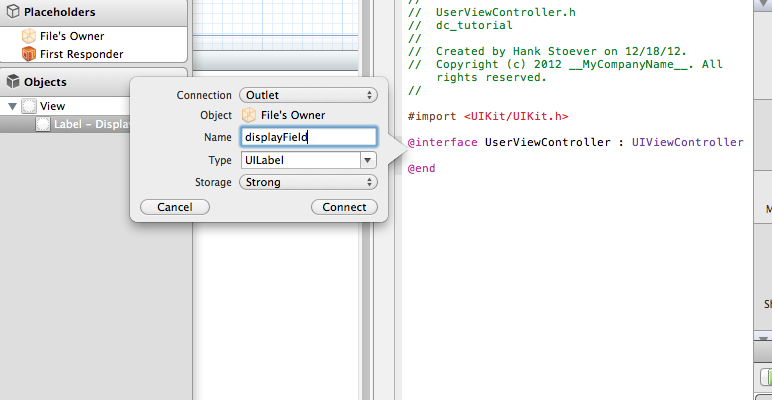 Placeholders
File's Owner
First Responder
Objects
View
Label – Displa
Connection Outlet
Object File's Owner
Name displayField
Type UILabel
Storage Strong
Cancel Connect
//
// UserViewController.h
// dc_tutorial
//
// Created by Hank Stoever on 12/18/12.
// Copyright (c) 2012 __MyCompanyName__. All
rights reserved.
//
#import <UIKit/UIKit.h>
@interface UserViewController : UIViewController
@end
M
Sh